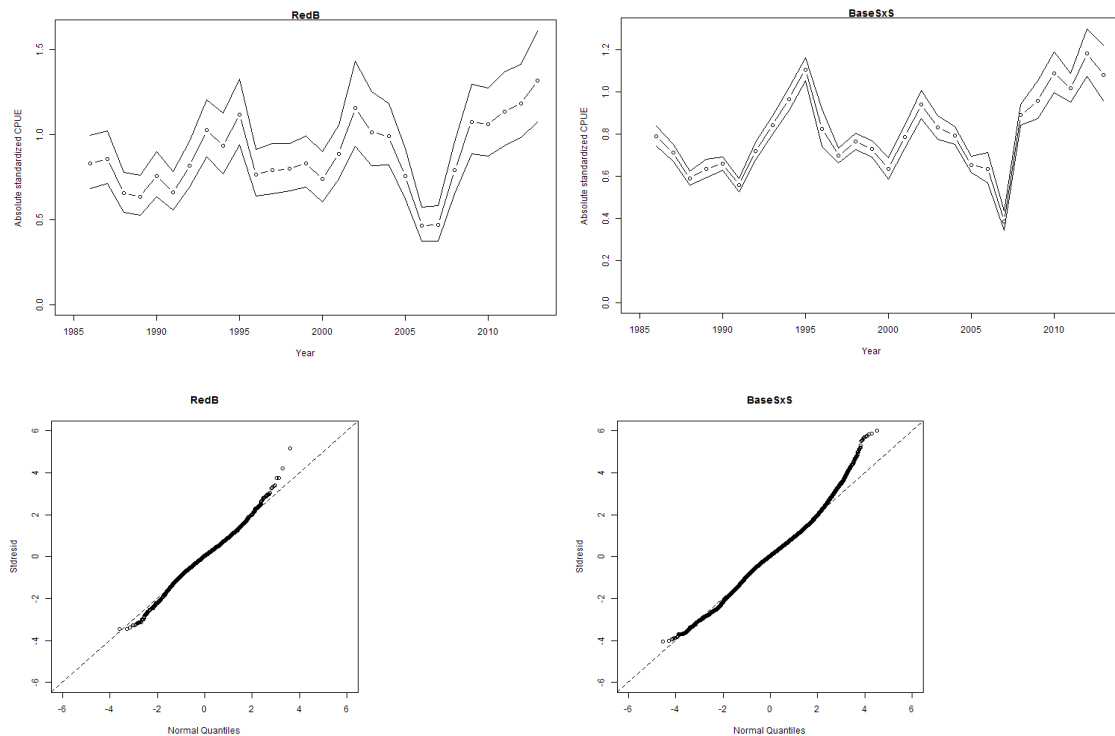 RedB
Absolute standardized CPUE
1.5
1.0
0.5
0.0
1985 1990 1995 2000 2005 2010
Year
BaseSxS
Absolute standardized CPUE
1.2
1.0
0.8
0.6
0.4
0.2
0.0
1985 1990 1995 2000 2005 2010
Year
RedB
Stdresid
6
4
2
0
-2
-4
-6
-6 -4 -2 0 2 4 6
Normal Quantiles
BaseSxS
Stdresid
6
4
2
0
-2
-4
-6
-6 -4 -2 0 2 4 6
Normal Quantiles